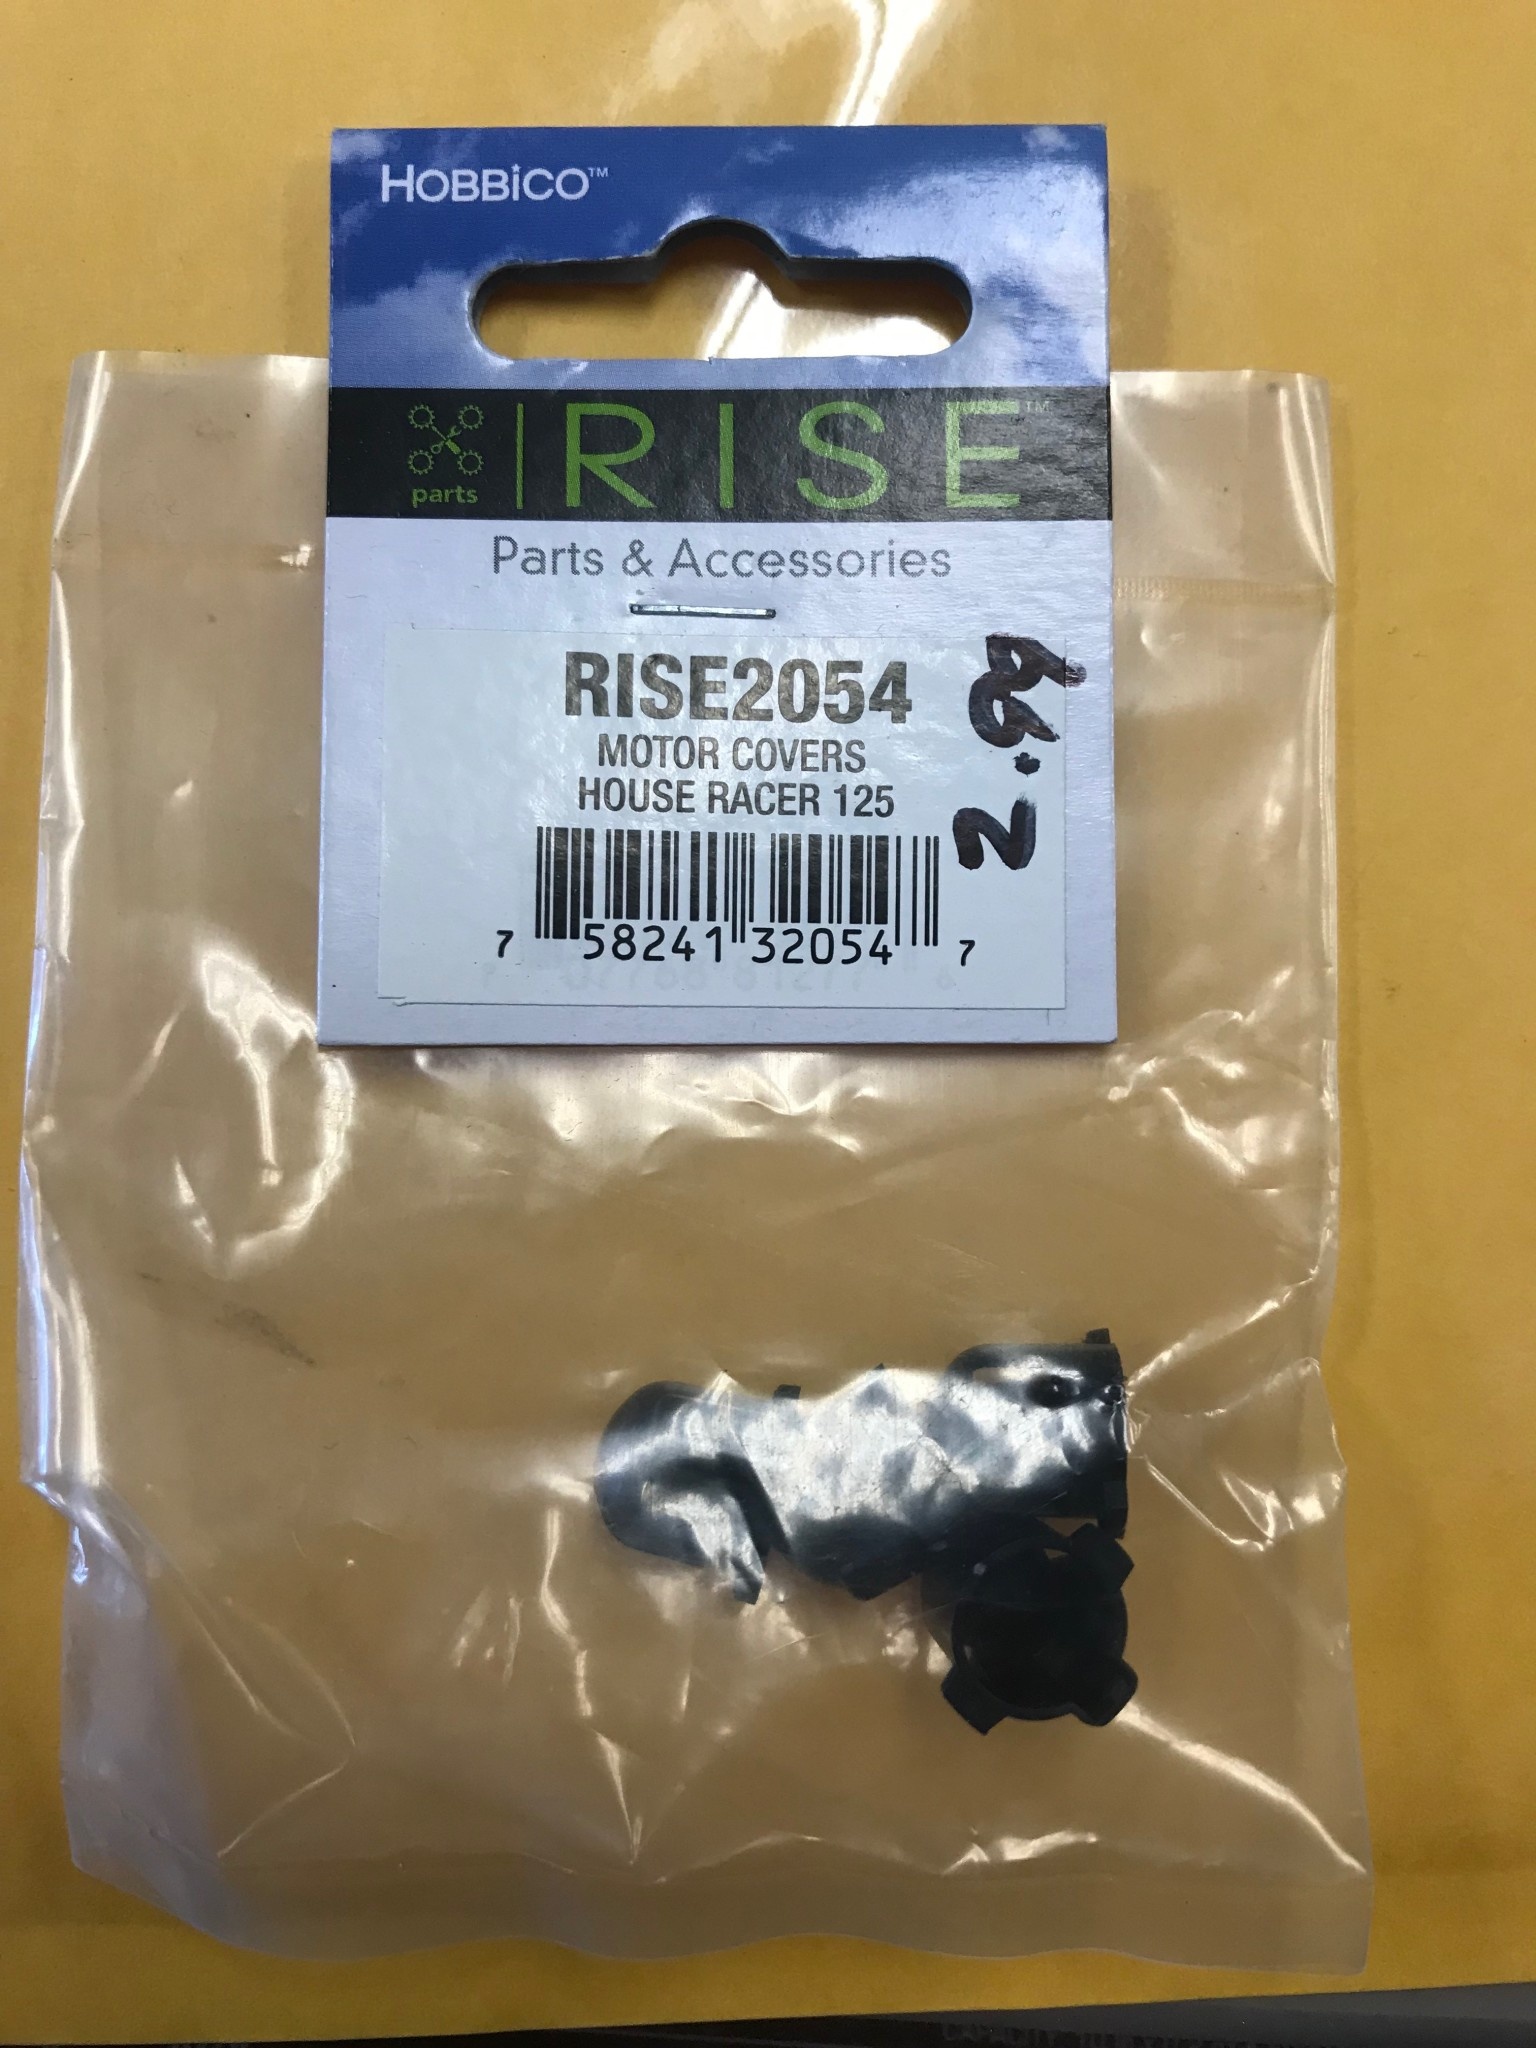 HOBBiCO™
parts
RISE™
Parts & Accessories
RISE2054
MOTOR COVERS
HOUSE RACER 125
2.99
7 58241 32054 7